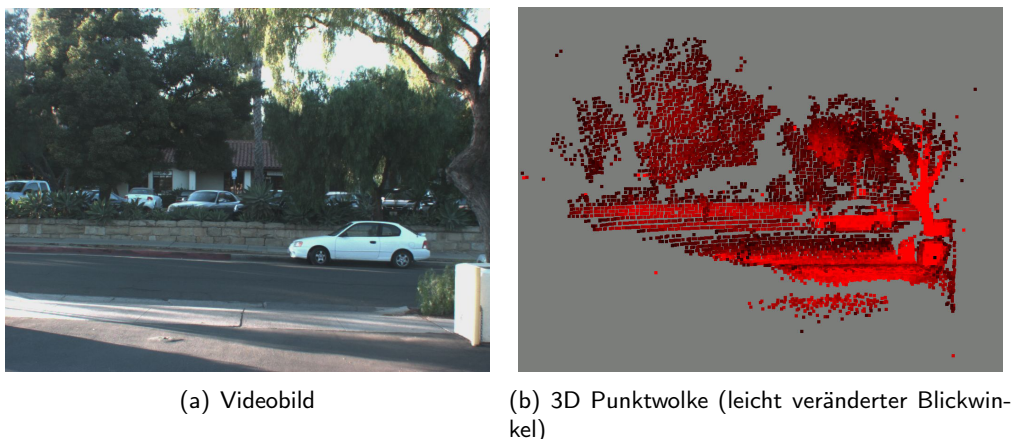 (a) Videobild
(b) 3D Punktwolke (leicht veränderter Blickwin-
kel)